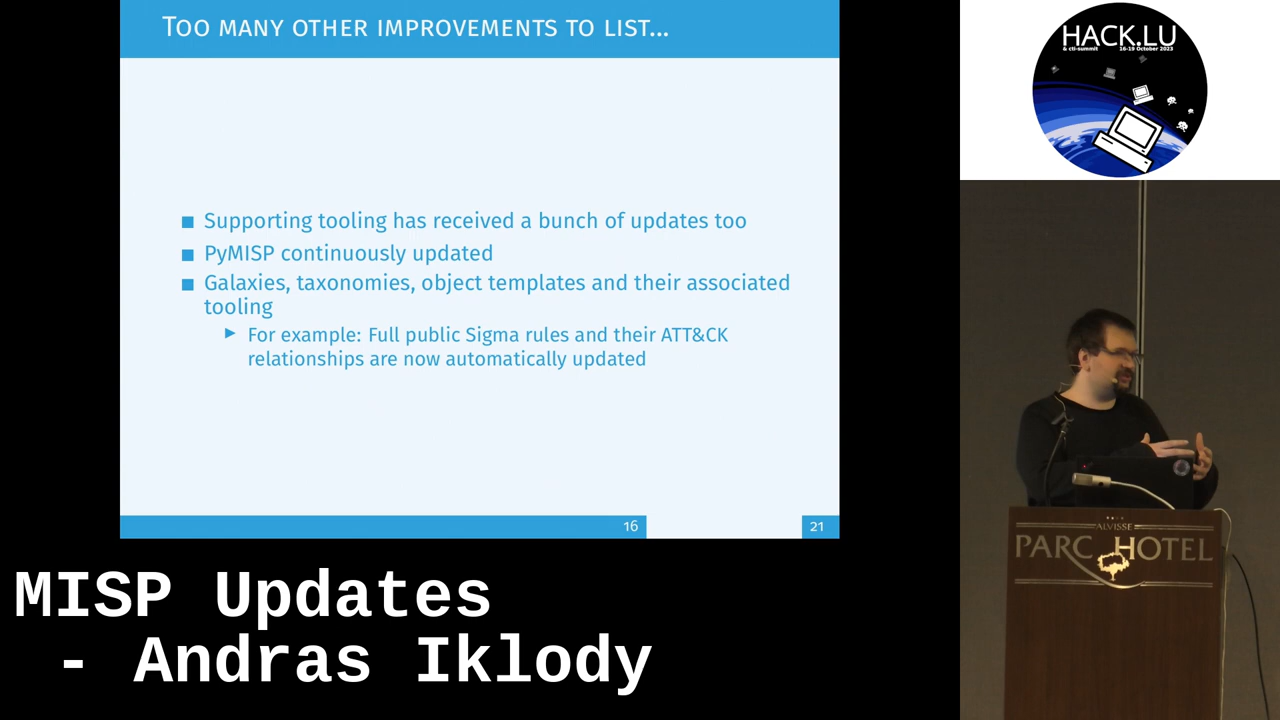 Too many other improvements to list...
Supporting tooling has received a bunch of updates too
PyMISP continuously updated
Galaxies, taxonomies, object templates and their associated
tooling
For example: Full public Sigma rules and their ATT&CK
relationships are now automatically updated
16
21
MISP Updates
- Andras Iklody
HACK.LU
& cti-summit 16-19 October 2023
ALVISSE
PARC HOTEL